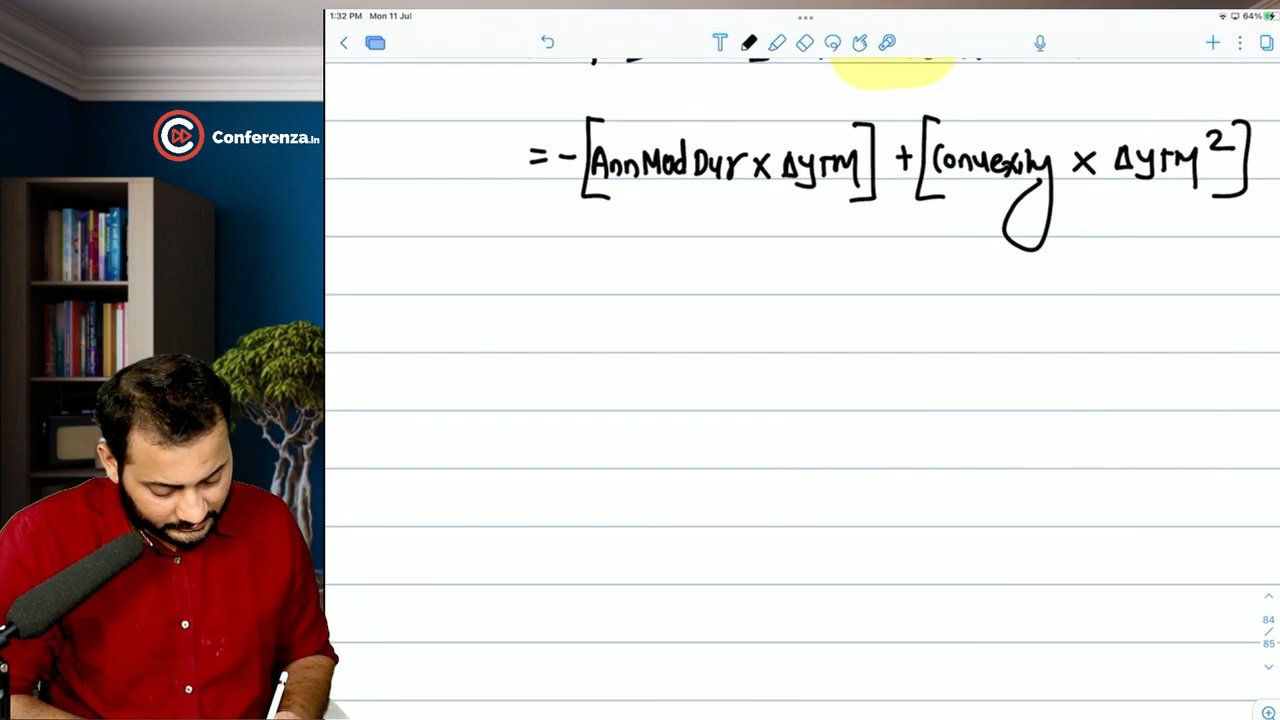 1:32 PM Mon 11 Jul
64%
Conferenza.in
= - [AnnModDur x ΔYTM] + [Convexity x ΔYTM²]
84
/
85